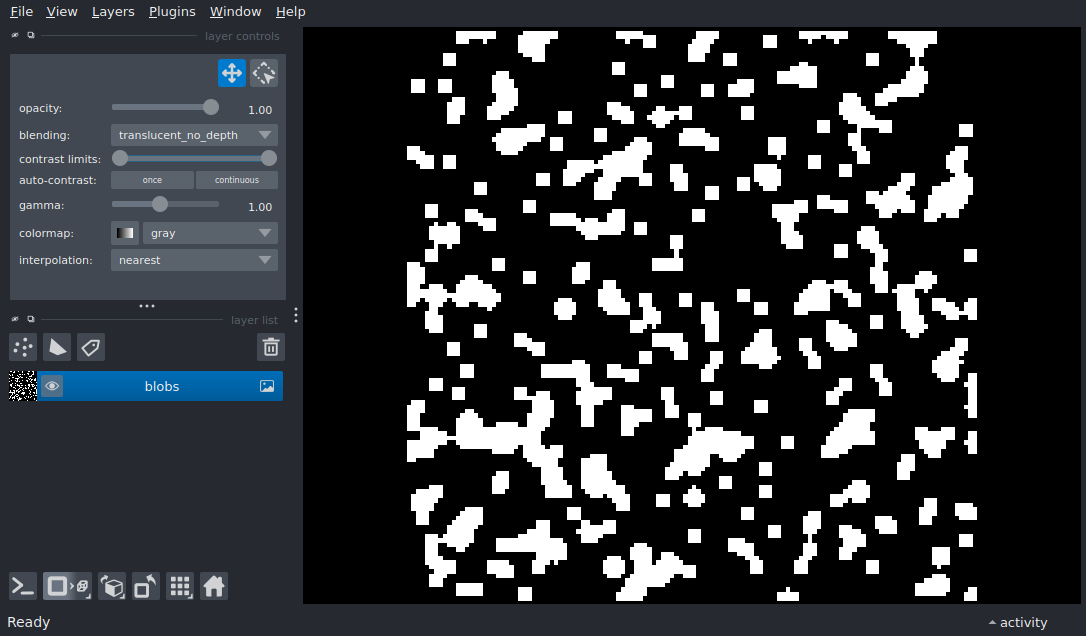 File View Layers Plugins Window Help
layer controls
opacity: 1.00
blending: translucent_no_depth
contrast limits:
auto-contrast: once continuous
gamma: 1.00
colormap: gray
interpolation: nearest
layer list
blobs
Ready activity